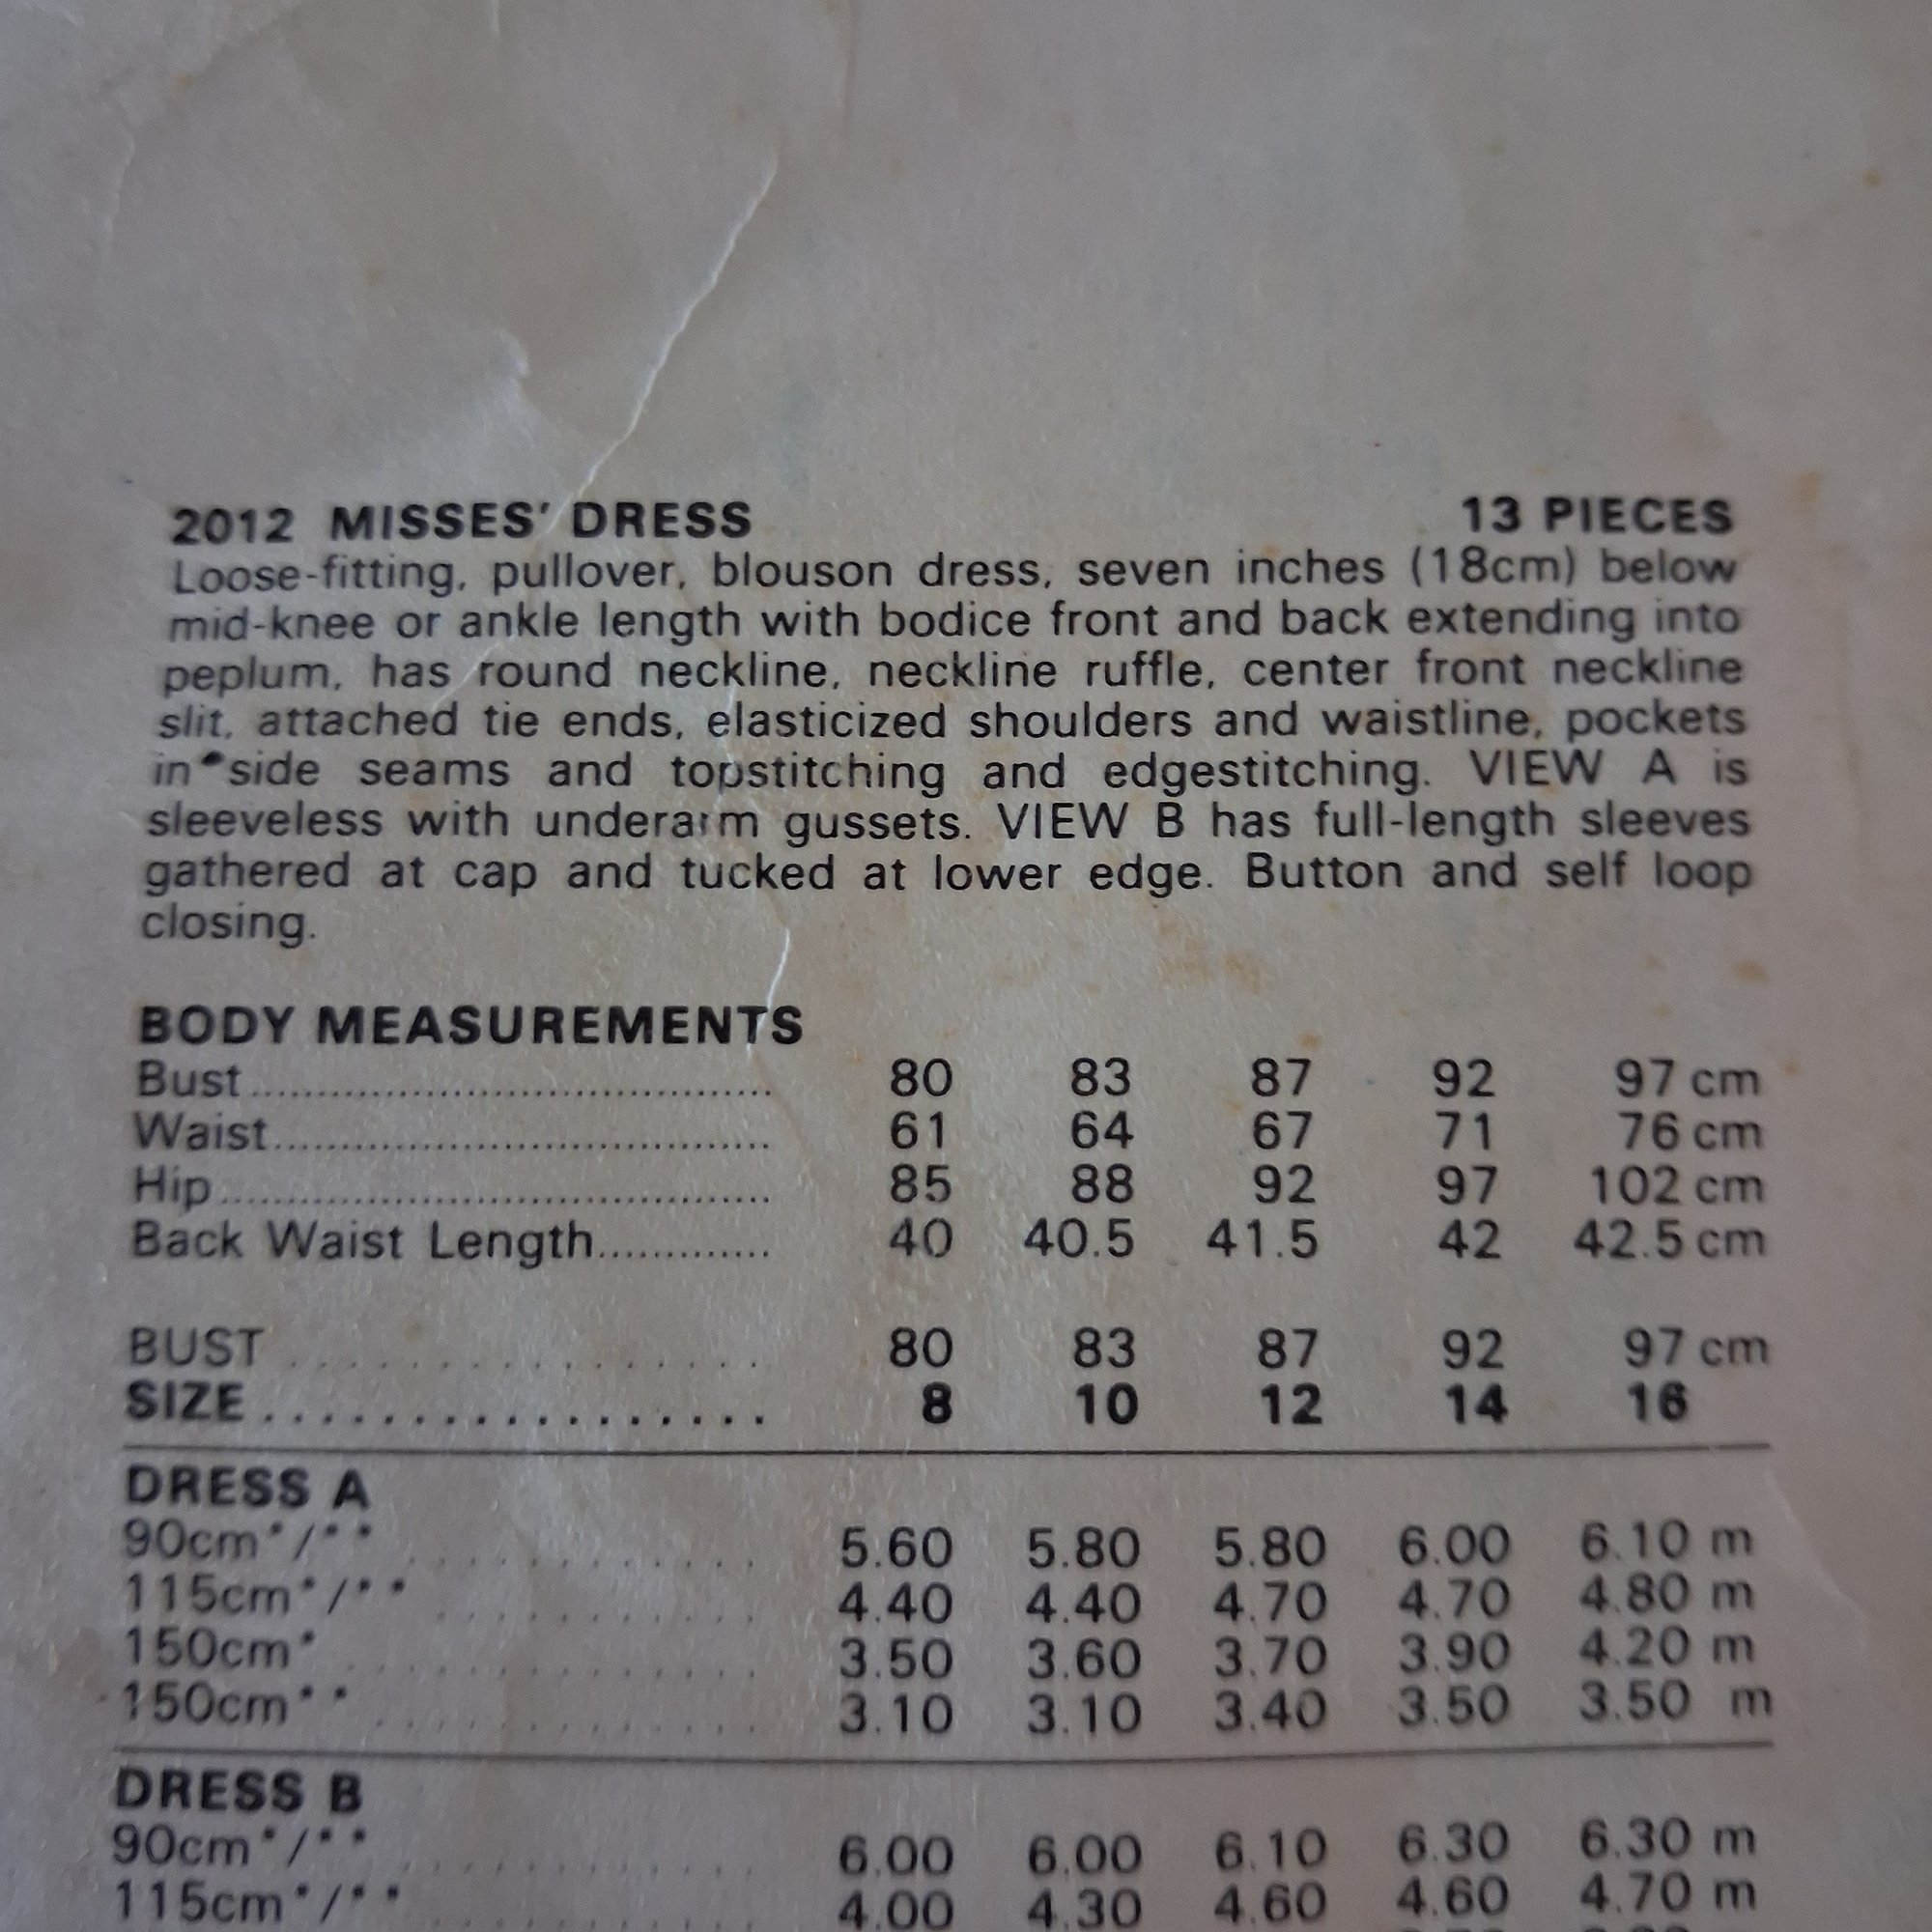 2012 MISSES' DRESS 13 PIECES
Loose-fitting, pullover, blouson dress, seven inches (18cm) below
mid-knee or ankle length with bodice front and back extending into
peplum, has round neckline, neckline ruffle, center front neckline
slit, attached tie ends, elasticized shoulders and waistline, pockets
in side seams and topstitching and edgestitching. VIEW A is
sleeveless with underarm gussets. VIEW B has full-length sleeves
gathered at cap and tucked at lower edge. Button and self loop
closing.
BODY MEASUREMENTS
Bust........................................ 80 83 87 92 97 cm
Waist...................................... 61 64 67 71 76 cm
Hip.......................................... 85 88 92 97 102 cm
Back Waist Length............. 40 40.5 41.5 42 42.5 cm
BUST . . . . . . . . . . . . . . . . 80 83 87 92 97 cm
SIZE . . . . . . . . . . . . . . . . . 8 10 12 14 16
DRESS A
90cm*/** . . . . . . . . . . . . 5.60 5.80 5.80 6.00 6.10 m
115cm*/** . . . . . . . . . . . 4.40 4.40 4.70 4.70 4.80 m
150cm* . . . . . . . . . . . . . . 3.50 3.60 3.70 3.90 4.20 m
150cm** . . . . . . . . . . . . . 3.10 3.10 3.40 3.50 3.50 m
DRESS B
90cm*/** . . . . . . . . . . . . 6.00 6.00 6.10 6.30 6.30 m
115cm*/** . . . . . . . . . . . 4.00 4.30 4.60 4.60 4.70 m